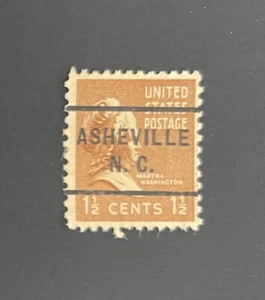 UNITED
STATES
POSTAGE
ASHEVILLE
N. C.
MARTHA
WASHINGTON
1½ CENTS 1½